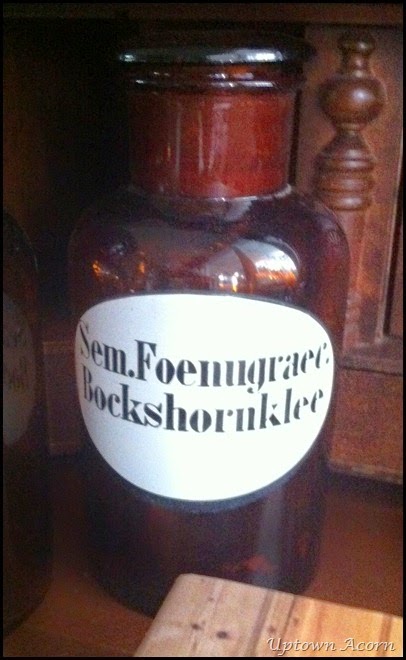 Sem. Foenugraec.
Bockshornklee
Uptown Acorn